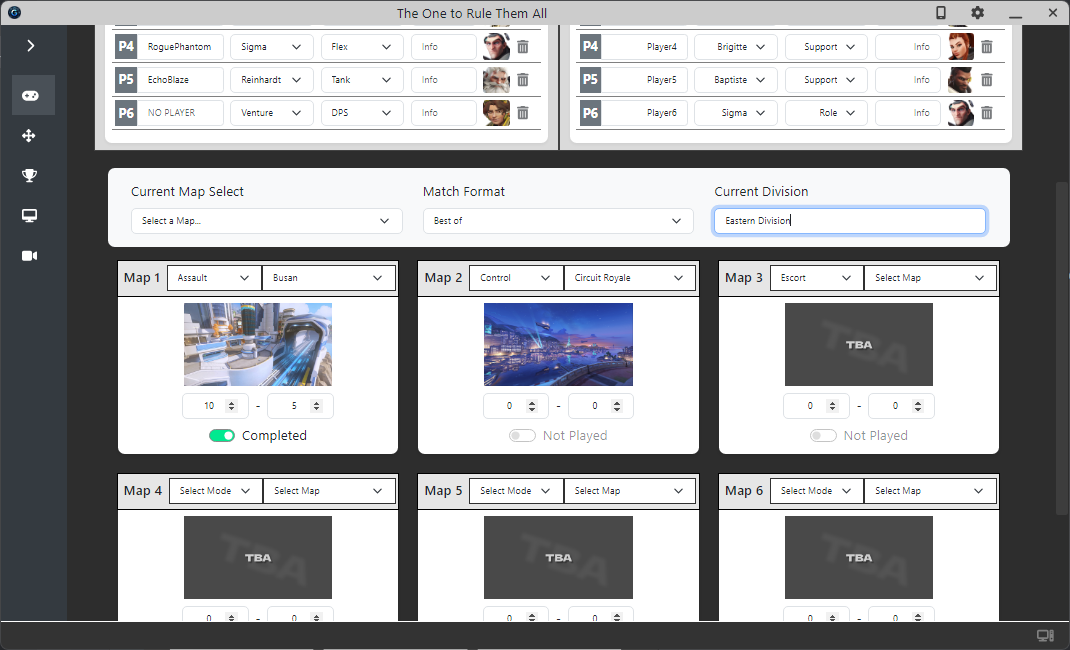 The One to Rule Them All
P4 RoguePhantom Sigma Flex Info
P4 Player4 Brigitte Support Info
P5 EchoBlaze Reinhardt Tank Info
P5 Player5 Baptiste Support Info
P6 NO PLAYER Venture DPS Info
P6 Player6 Sigma Role Info
Current Map Select
Match Format
Current Division
Select a Map...
Best of
Eastern Division
Map 1 Assault Busan
Map 2 Control Circuit Royale
Map 3 Escort Select Map
TBA
TBA
10 - 5
0 - 0
0 - 0
Completed
Not Played
Not Played
Map 4 Select Mode Select Map
Map 5 Select Mode Select Map
Map 6 Select Mode Select Map
TBA
TBA
TBA
TBA
TBA
TBA
0 - 0
0 - 0
0 - 0